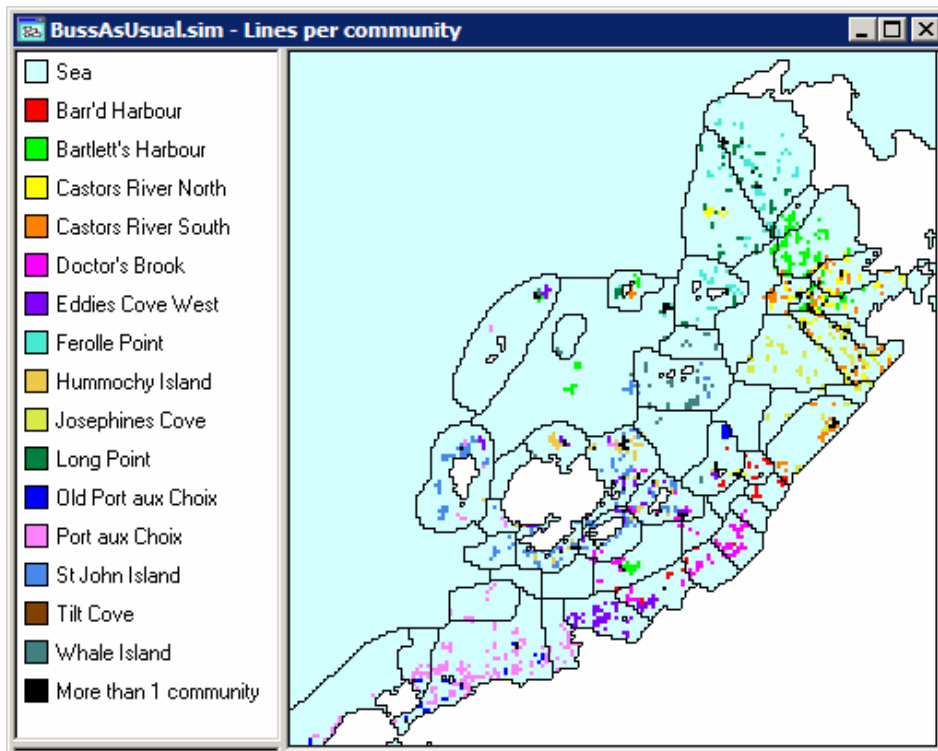 BussAsUsual.sim - Lines per community
Sea
Barr'd Harbour
Bartlett's Harbour
Castors River North
Castors River South
Doctor's Brook
Eddies Cove West
Ferolle Point
Hummochy Island
Josephines Cove
Long Point
Old Port aux Choix
Port aux Choix
St John Island
Tilt Cove
Whale Island
More than 1 community